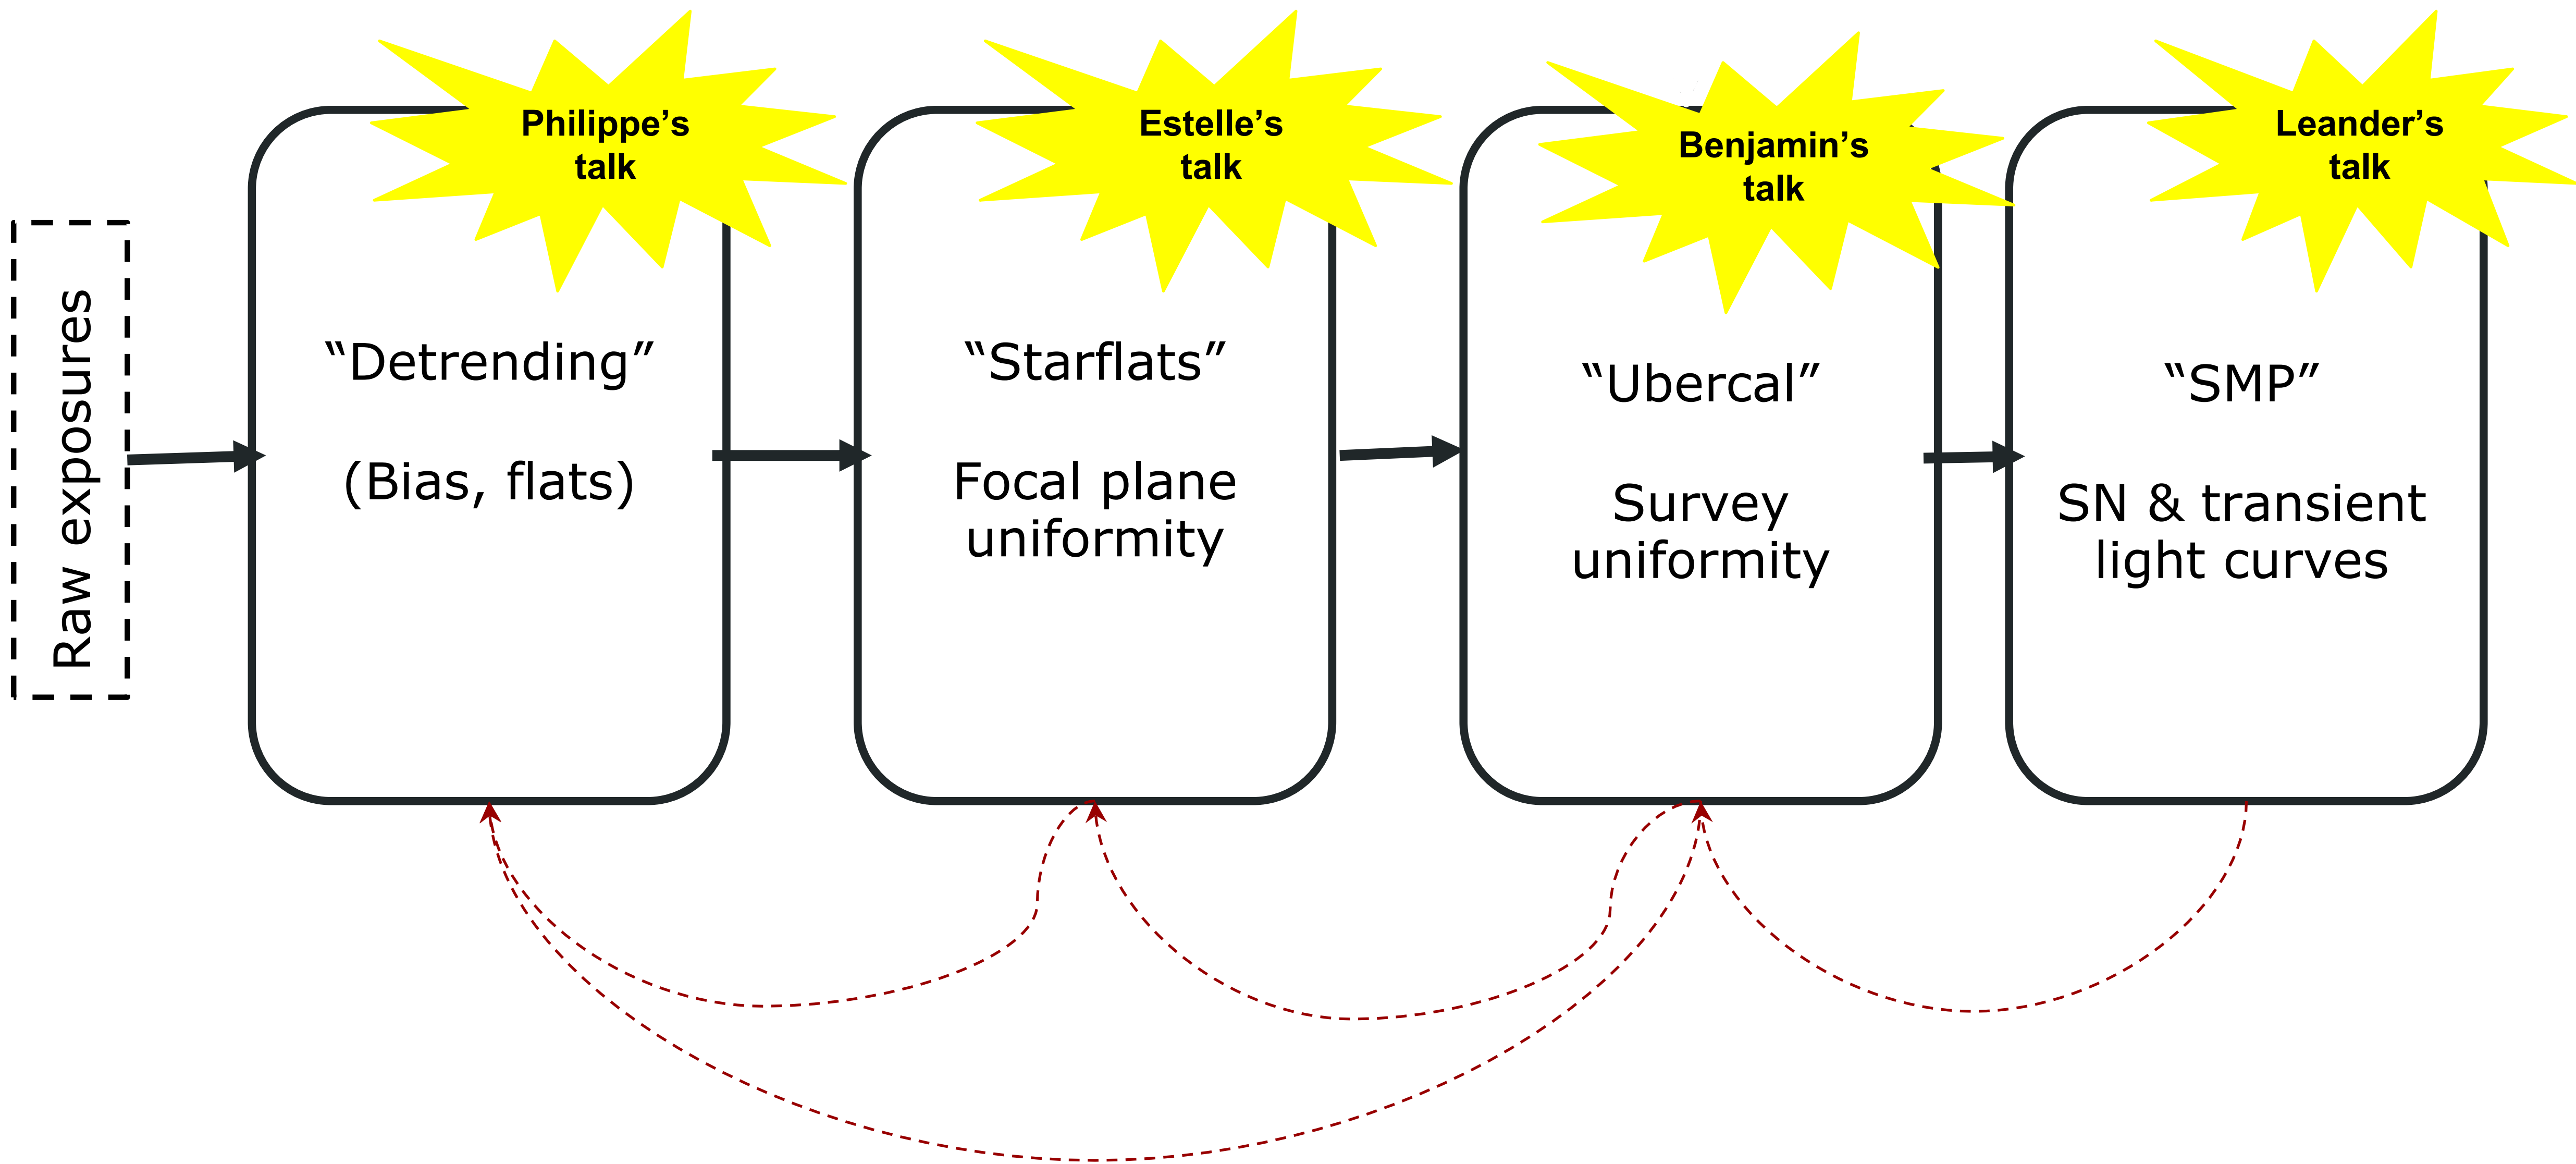 Raw exposures
Philippe’s
talk
“Detrending”
(Bias, flats)
Estelle’s
talk
“Starflats”
Focal plane
uniformity
Benjamin’s
talk
“Ubercal”
Survey
uniformity
Leander’s
talk
“SMP”
SN & transient
light curves